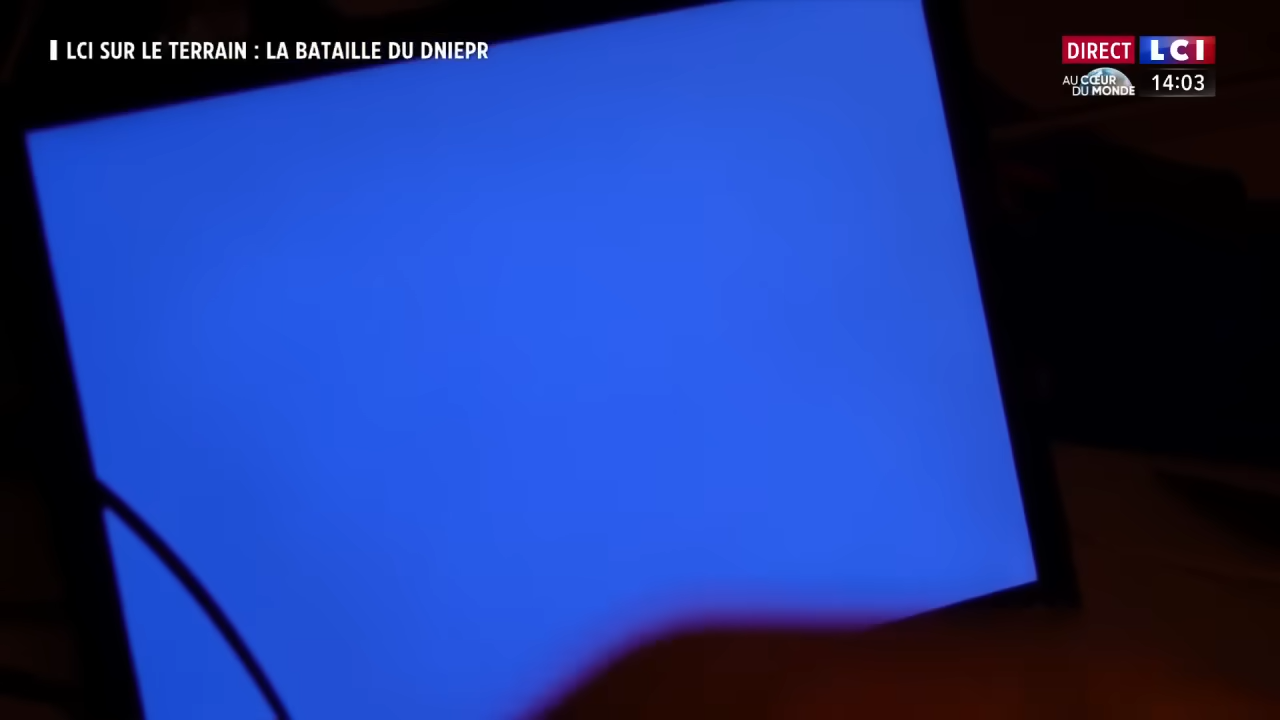 LCI SUR LE TERRAIN : LA BATAILLE DU DNIEPR
DIRECT LCI
AU CŒUR
DU MONDE
14:03